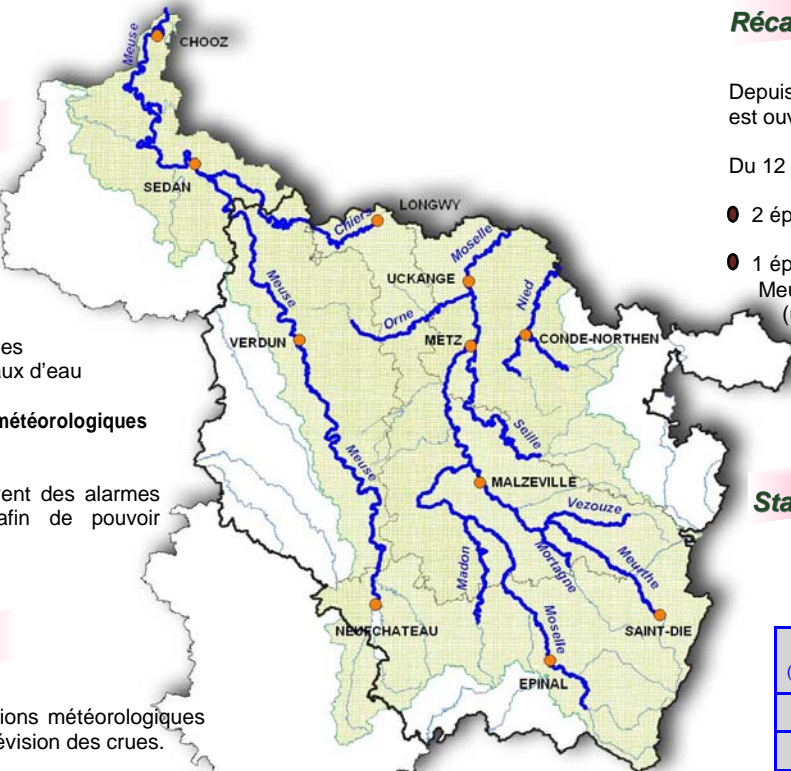 Meuse
CHOOZ
SEDAN
LONGWY
Chiers
Moselle
UCKANGE
Nied
Orne
Meuse
VERDUN
METZ
CONDE-NORTHEN
Seille
Meuse
MALZEVILLE
Vezouze
Meurthe
Mortagne
Madon
NEUFCHATEAU
Moselle
SAINT-DIE
EPINAL
es
aux d'eau
météorologiques
vent des alarmes
afin de pouvoir
ions météorologiques
évision des crues.
Réca
Depuis
est ouv
Du 12
2 ép
1 ép
Meu
(
Sta
(